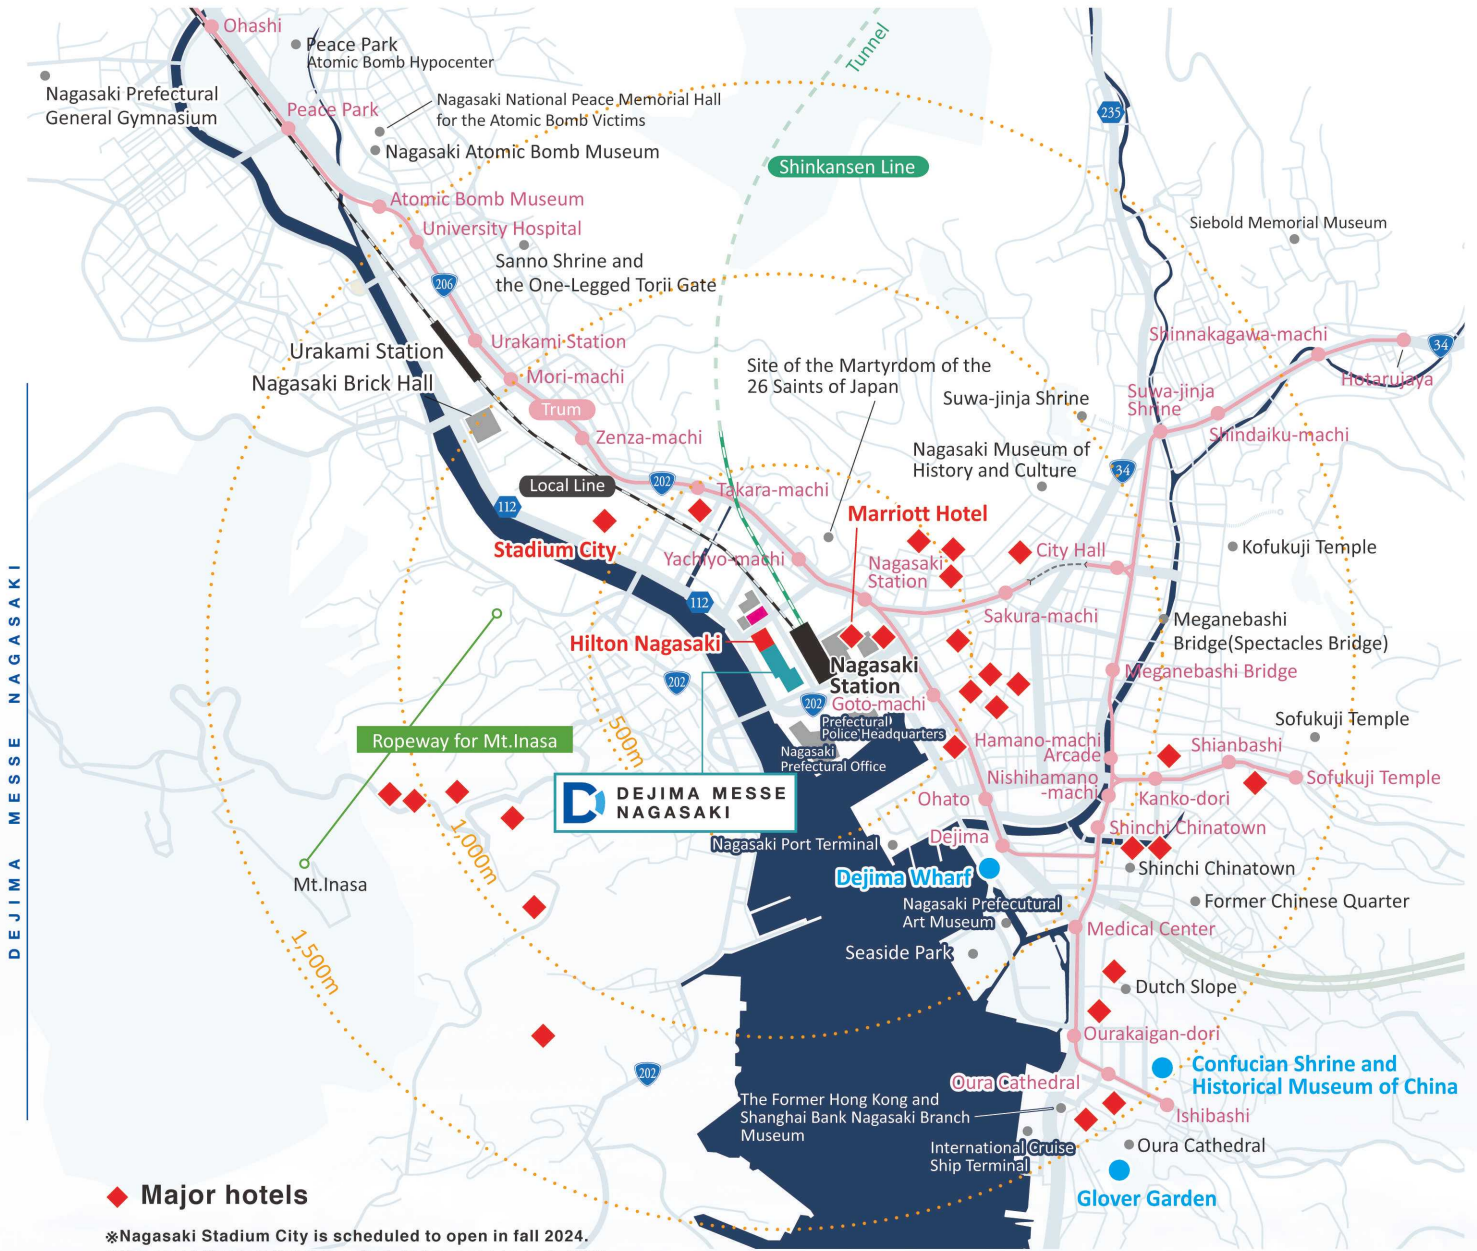 Ohashi
Peace Park
Atomic Bomb Hypocenter
Tunnel
Nagasaki Prefectural
General Gymnasium
Peace Park
Nagasaki National Peace Memorial Hall
for the Atomic Bomb Victims
Nagasaki Atomic Bomb Museum
235
Shinkansen Line
Atomic Bomb Museum
University Hospital
Siebold Memorial Museum
Sanno Shrine and
the One-Legged Torii Gate
206
Urakami Station
Urakami Station
Nagasaki Brick Hall
Mori-machi
Trum
Zenza-machi
Site of the Martyrdom of the
26 Saints of Japan
Suwa-jinja Shrine
Shinnakagawa-machi
34
Hotarujaya
Suwa-jinja
Shrine
Shindaiku-machi
Nagasaki Museum of
History and Culture
34
Local Line
202
Takara-machi
112
Stadium City
Marriott Hotel
Yachiyo-machi
Nagasaki
Station
City Hall
Kofukuji Temple
Sakura-machi
112
Hilton Nagasaki
Meganebashi
Bridge(Spectacles Bridge)
Nagasaki
Station
Meganebashi Bridge
202
202
Goto-machi
Prefectural
Police Headquarters
Nagasaki
Prefectural Office
Sofukuji Temple
Hamano-machi
Arcade
Shianbashi
Ropeway for Mt.Inasa
500m
Nishihamano
-machi
Sofukuji Temple
Kanko-dori
DEJIMA MESSE
NAGASAKI
Ohato
Shinchi Chinatown
Dejima
Nagasaki Port Terminal
1,000m
Dejima Wharf
Shinchi Chinatown
Mt.Inasa
Nagasaki Prefecutural
Art Museum
Former Chinese Quarter
Medical Center
Seaside Park
1,500m
Dutch Slope
Ourakaigan-dori
202
Confucian Shrine and
Historical Museum of China
Oura Cathedral
The Former Hong Kong and
Shanghai Bank Nagasaki Branch
Museum
Ishibashi
International Cruise
Ship Terminal
Oura Cathedral
Glover Garden
DEJIMA MESSE NAGASAKI
Major hotels
※Nagasaki Stadium City is scheduled to open in fall 2024.